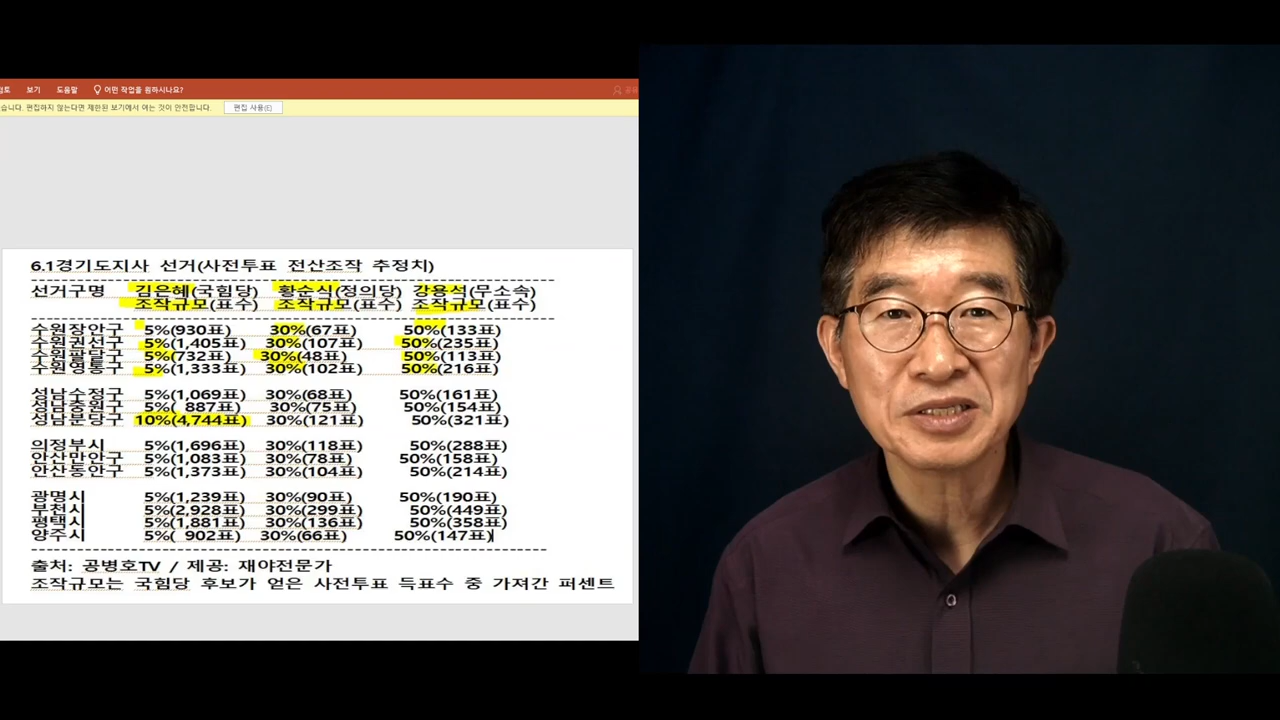 보기 도움말 어떤 작업을 원하시나요?
편집하지 않는다면 제한된 보기에서 여는 것이 안전합니다. 편집 사용(E)
6.1경기도지사 선거(사전투표 전산조작 추정치)
선거구명 김은혜(국힘당) 황순식(정의당) 강용석(무소속)
조작규모(표수) 조작규모(표수) 조작규모(표수)
수원장안구 5%(930표) 30%(67표) 50%(133표)
수원권선구 5%(1,405표) 30%(107표) 50%(235표)
수원팔달구 5%(732표) 30%(48표) 50%(113표)
수원영통구 5%(1,333표) 30%(102표) 50%(216표)
성남수정구 5%(1,069표) 30%(68표) 50%(161표)
성남중원구 5%( 887표) 30%(75표) 50%(154표)
성남분당구 10%(4,744표) 30%(121표) 50%(321표)
의정부시 5%(1,696표) 30%(118표) 50%(288표)
안산만안구 5%(1,083표) 30%(78표) 50%(158표)
안산동안구 5%(1,373표) 30%(104표) 50%(214표)
광명시 5%(1,239표) 30%(90표) 50%(190표)
부천시 5%(2,928표) 30%(299표) 50%(449표)
평택시 5%(1,881표) 30%(136표) 50%(358표)
양주시 5%( 902표) 30%(66표) 50%(147표)
출처: 공병호TV / 제공: 재야전문가
조작규모는 국힘당 후보가 얻은 사전투표 득표수 중 가져간 퍼센트